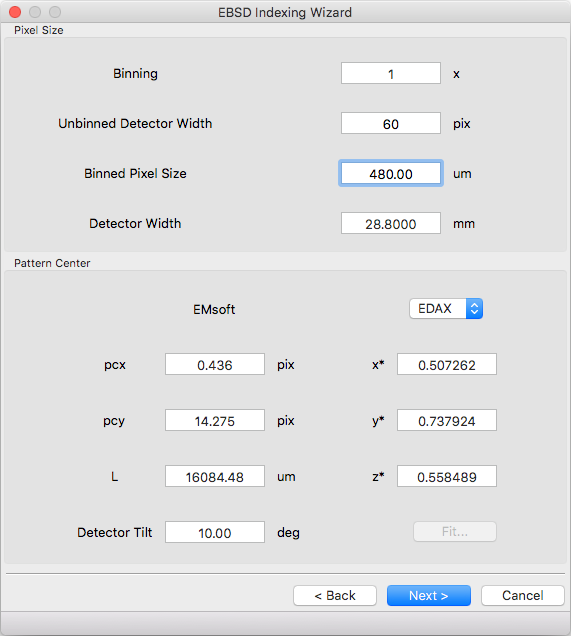 EBSD Indexing Wizard
Pixel Size
Binning 1 x
Unbinned Detector Width 60 pix
Binned Pixel Size 480.00 um
Detector Width 28.8000 mm
Pattern Center
EMsoft EDAX
pcx 0.436 pix x* 0.507262
pcy 14.275 pix y* 0.737924
L 16084.48 um z* 0.558489
Detector Tilt 10.00 deg Fit...
< Back Next > Cancel